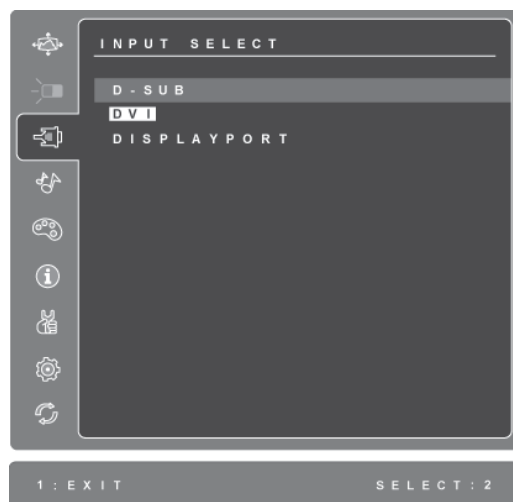 INPUT SELECT
D-SUB
DVI
DISPLAYPORT
1:EXIT SELECT:2